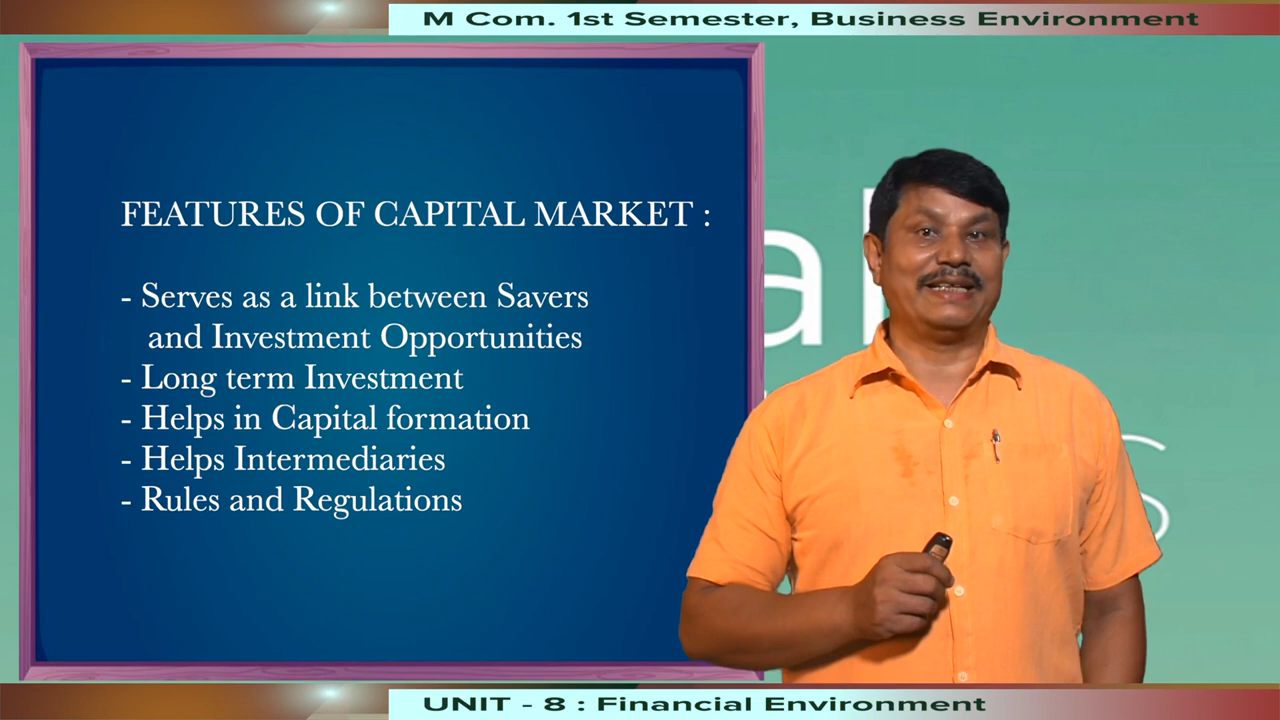 M Com. 1st Semester, Business Environment
FEATURES OF CAPITAL MARKET :
- Serves as a link between Savers
and Investment Opportunities
- Long term Investment
- Helps in Capital formation
- Helps Intermediaries
- Rules and Regulations
UNIT - 8 : Financial Environment